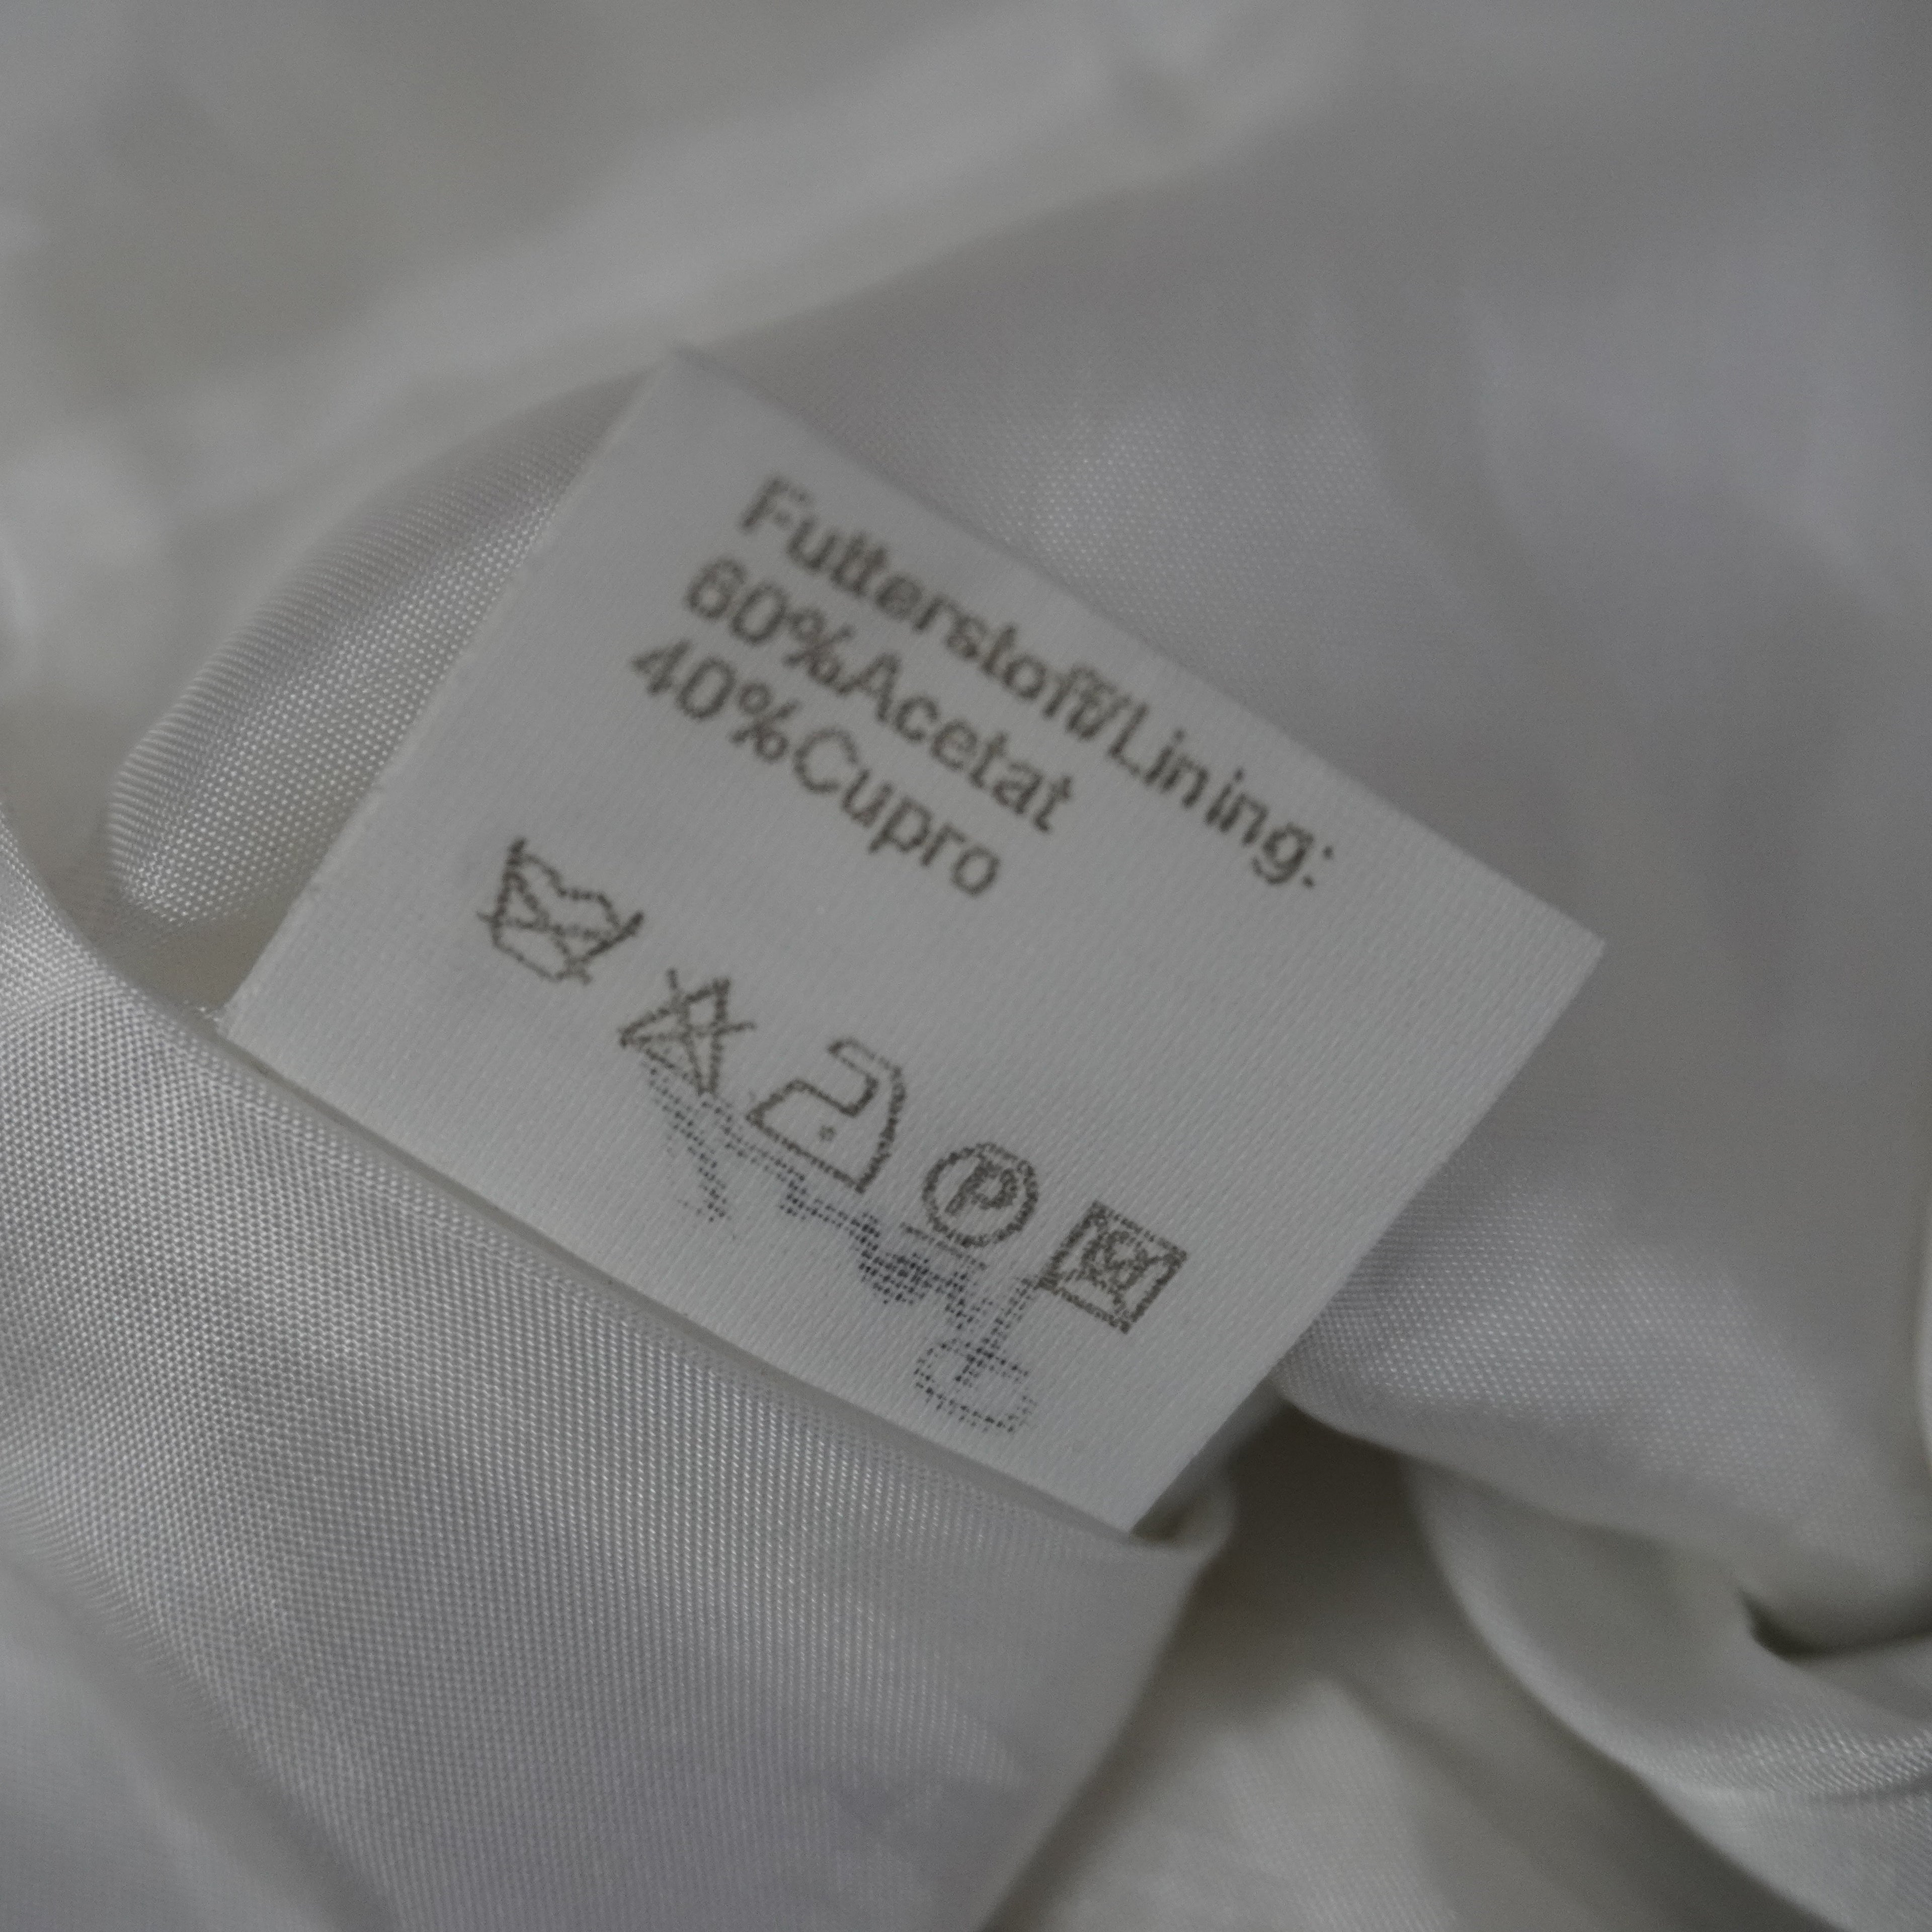 Futterstoff/Lining:
60%Acetat
40%Cupro
P